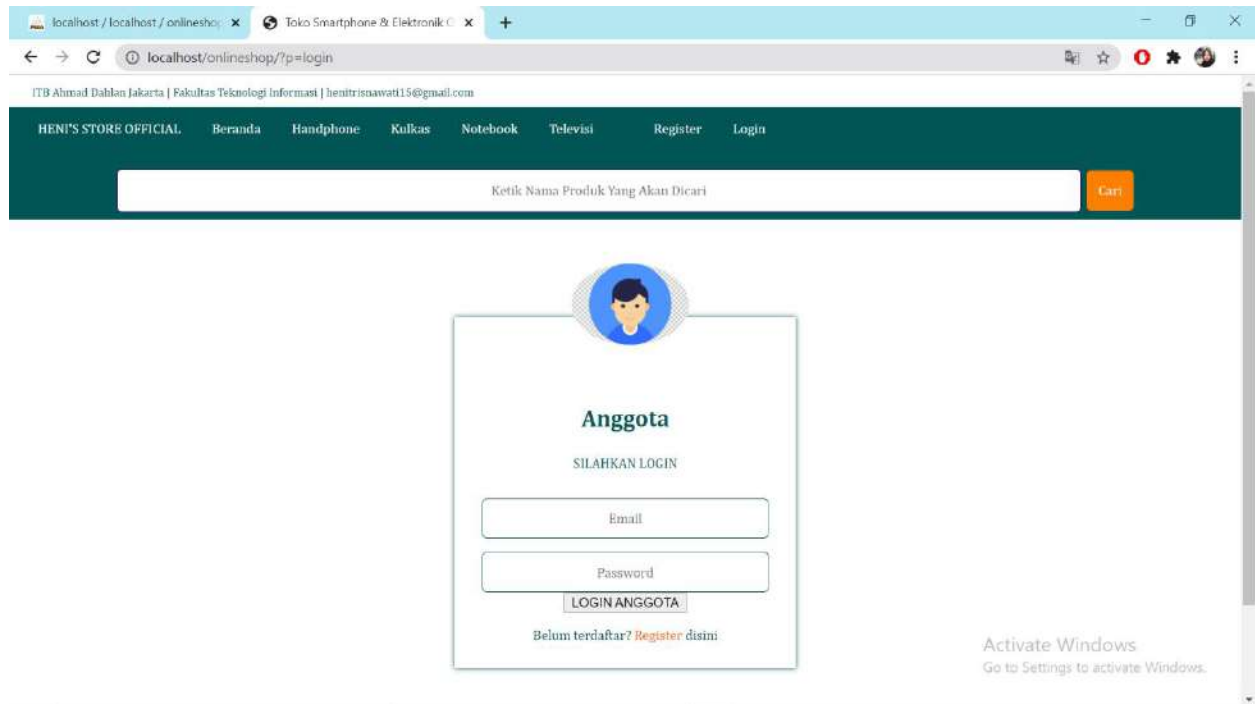 localhost / localhost / onlineshop
Toko Smartphone & Elektronik
localhost/onlineshop/?p=login
ITB Ahmad Dahlan Jakarta | Fakultas Teknologi Informasi | henitrisnawati15@gmail.com
HENI'S STORE OFFICIAL Beranda Handphone Kulkas Notebook Televisi Register Login
Ketik Nama Produk Yang Akan Dicari Cari
Anggota
SILAHKAN LOGIN
Email
Password
LOGIN ANGGOTA
Belum terdaftar? Register disini
Activate Windows
Go to Settings to activate Windows.